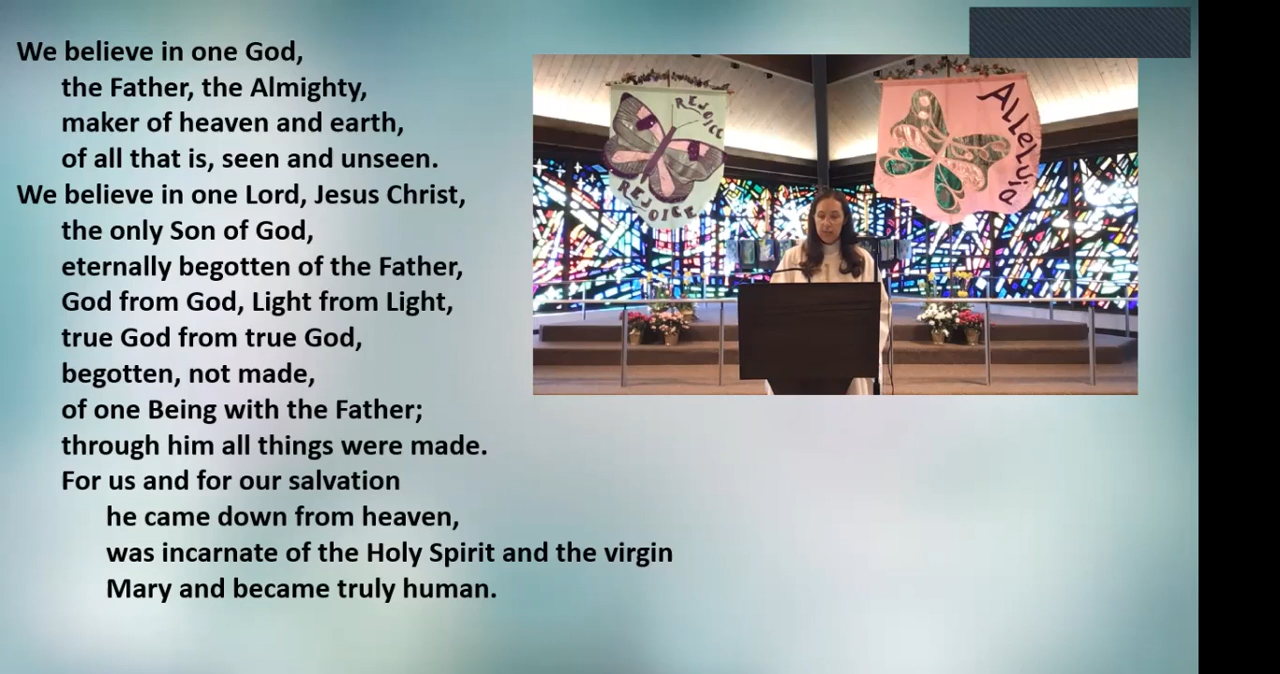 We believe in one God,
the Father, the Almighty,
maker of heaven and earth,
of all that is, seen and unseen.
We believe in one Lord, Jesus Christ,
the only Son of God,
eternally begotten of the Father,
God from God, Light from Light,
true God from true God,
begotten, not made,
of one Being with the Father;
through him all things were made.
For us and for our salvation
he came down from heaven,
was incarnate of the Holy Spirit and the virgin
Mary and became truly human.
REJOICE
REJOICE
Alleluia